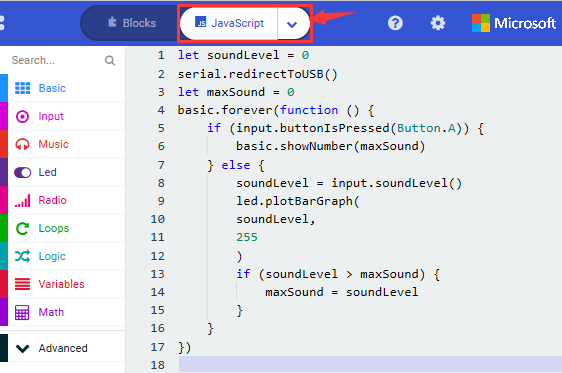 Blocks
JS JavaScript
? Microsoft
Search...
Basic
Input
Music
Led
Radio
Loops
Logic
Variables
Math
Advanced
1 let soundLevel = 0
2 serial.redirectToUSB()
3 let maxSound = 0
4 basic.forever(function () {
5     if (input.buttonIsPressed(Button.A)) {
6         basic.showNumber(maxSound)
7     } else {
8         soundLevel = input.soundLevel()
9         led.plotBarGraph(
10         soundLevel,
11         255
12         )
13         if (soundLevel > maxSound) {
14             maxSound = soundLevel
15         }
16     }
17 })
18